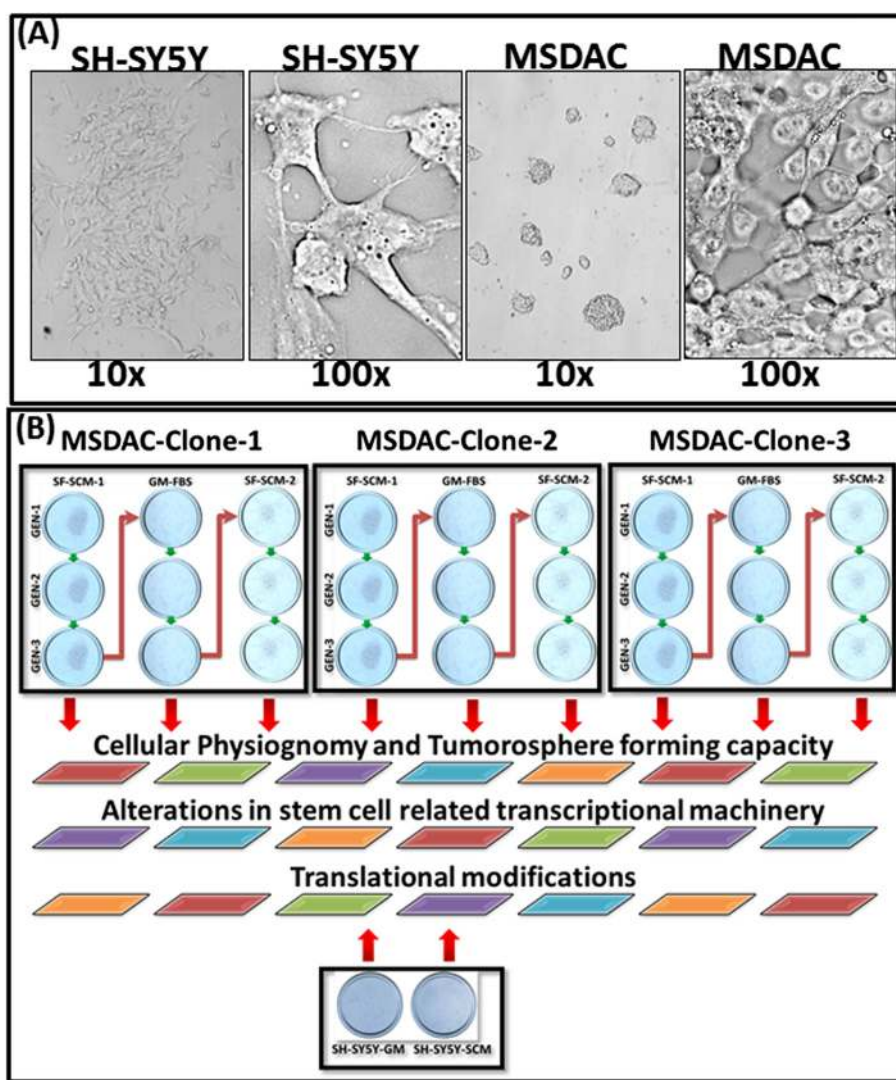 (A)
SH-SY5Y SH-SY5Y MSDAC MSDAC
10x 100x 10x 100x
(B)
MSDAC-Clone-1 MSDAC-Clone-2 MSDAC-Clone-3
SF-SCM-1 GM-FBS SF-SCM-2 SF-SCM-1 GM-FBS SF-SCM-2 SF-SCM-1 GM-FBS SF-SCM-2
GEN-1 GEN-1 GEN-1
GEN-2 GEN-2 GEN-2
GEN-3 GEN-3 GEN-3
Cellular Physiognomy and Tumorosphere forming capacity
Alterations in stem cell related transcriptional machinery
Translational modifications
SH-SY5Y-GM SH-SY5Y-SCM